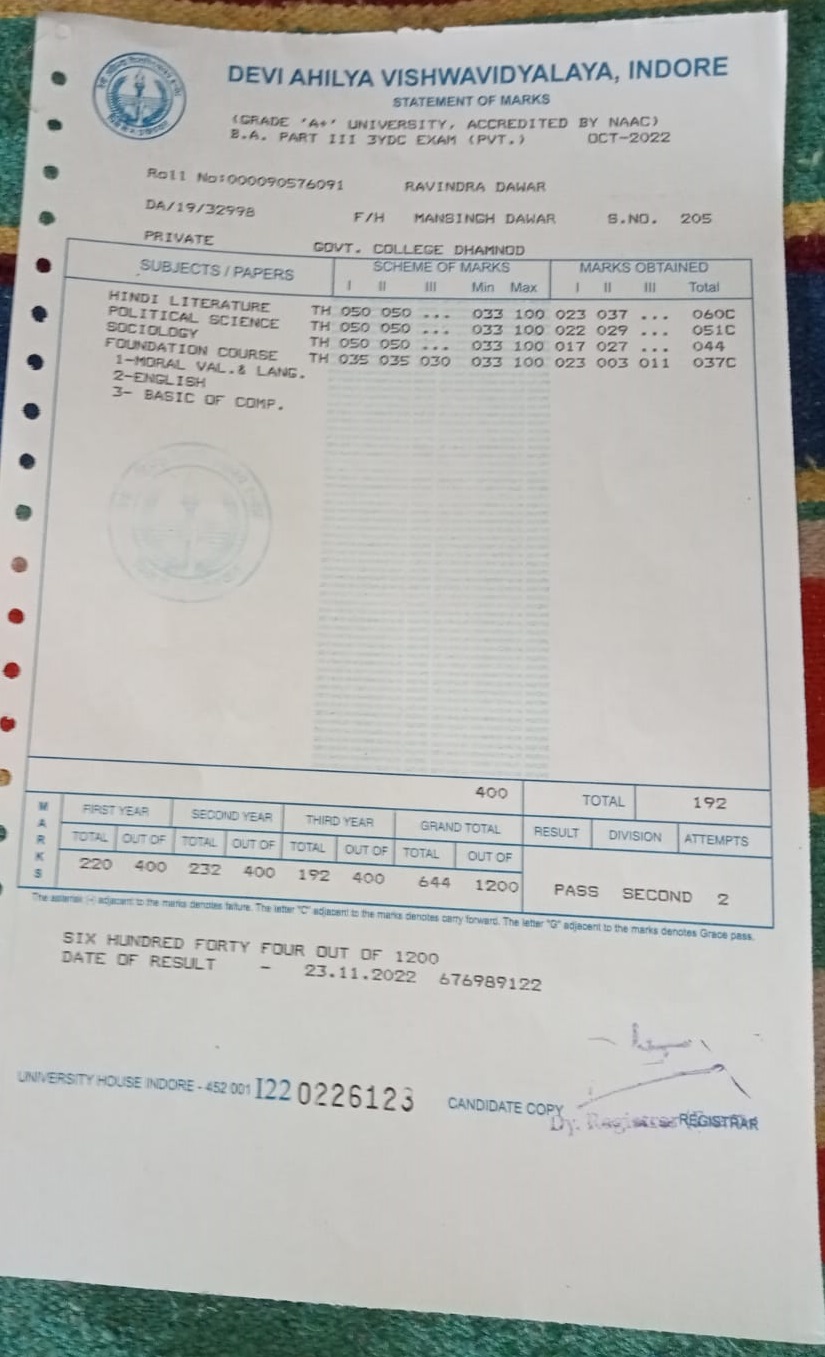 DEVI AHILYA VISHWAVIDYALAYA, INDORE
STATEMENT OF MARKS
(GRADE 'A+' UNIVERSITY, ACCREDITED BY NAAC)
B.A. PART III 3YDC EXAM (PVT.) OCT-2022
Roll No:000090576091 RAVINDRA DAWAR
DA/19/32998 F/H MANSINGH DAWAR S.NO. 205
PRIVATE GOVT. COLLEGE DHAMNOD
SUBJECTS / PAPERS SCHEME OF MARKS MARKS OBTAINED
I II III Min Max I II III Total
HINDI LITERATURE TH 050 050 ... 033 100 023 037 ... 060C
POLITICAL SCIENCE TH 050 050 ... 033 100 022 029 ... 051C
SOCIOLOGY TH 050 050 ... 033 100 017 027 ... 044
FOUNDATION COURSE TH 035 035 030 033 100 023 003 011 037C
1-MORAL VAL.& LANG.
2-ENGLISH
3- BASIC OF COMP.
400 TOTAL 192
MARKS
FIRST YEAR SECOND YEAR THIRD YEAR GRAND TOTAL RESULT DIVISION ATTEMPTS
TOTAL OUT OF TOTAL OUT OF TOTAL OUT OF TOTAL OUT OF
220 400 232 400 192 400 644 1200 PASS SECOND 2
The asterisk (*) adjacent to the marks denotes failure. The letter "C" adjecent to the marks denotes carry forward. The letter "G" adjecent to the marks denotes Grace pass.
SIX HUNDRED FORTY FOUR OUT OF 1200
DATE OF RESULT - 23.11.2022 676989122
UNIVERSITY HOUSE INDORE - 452 001 I22 0226123 CANDIDATE COPY Dy. Registrar REGISTRAR